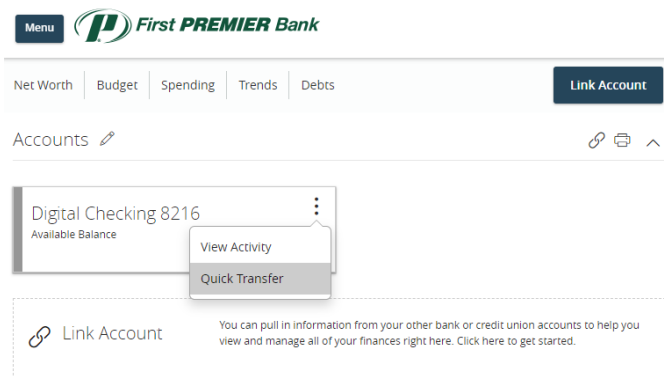 Menu
First PREMIER Bank
Net Worth Budget Spending Trends Debts Link Account
Accounts
Digital Checking 8216
Available Balance
View Activity
Quick Transfer
Link Account
You can pull in information from your other bank or credit union accounts to help you
view and manage all of your finances right here. Click here to get started.